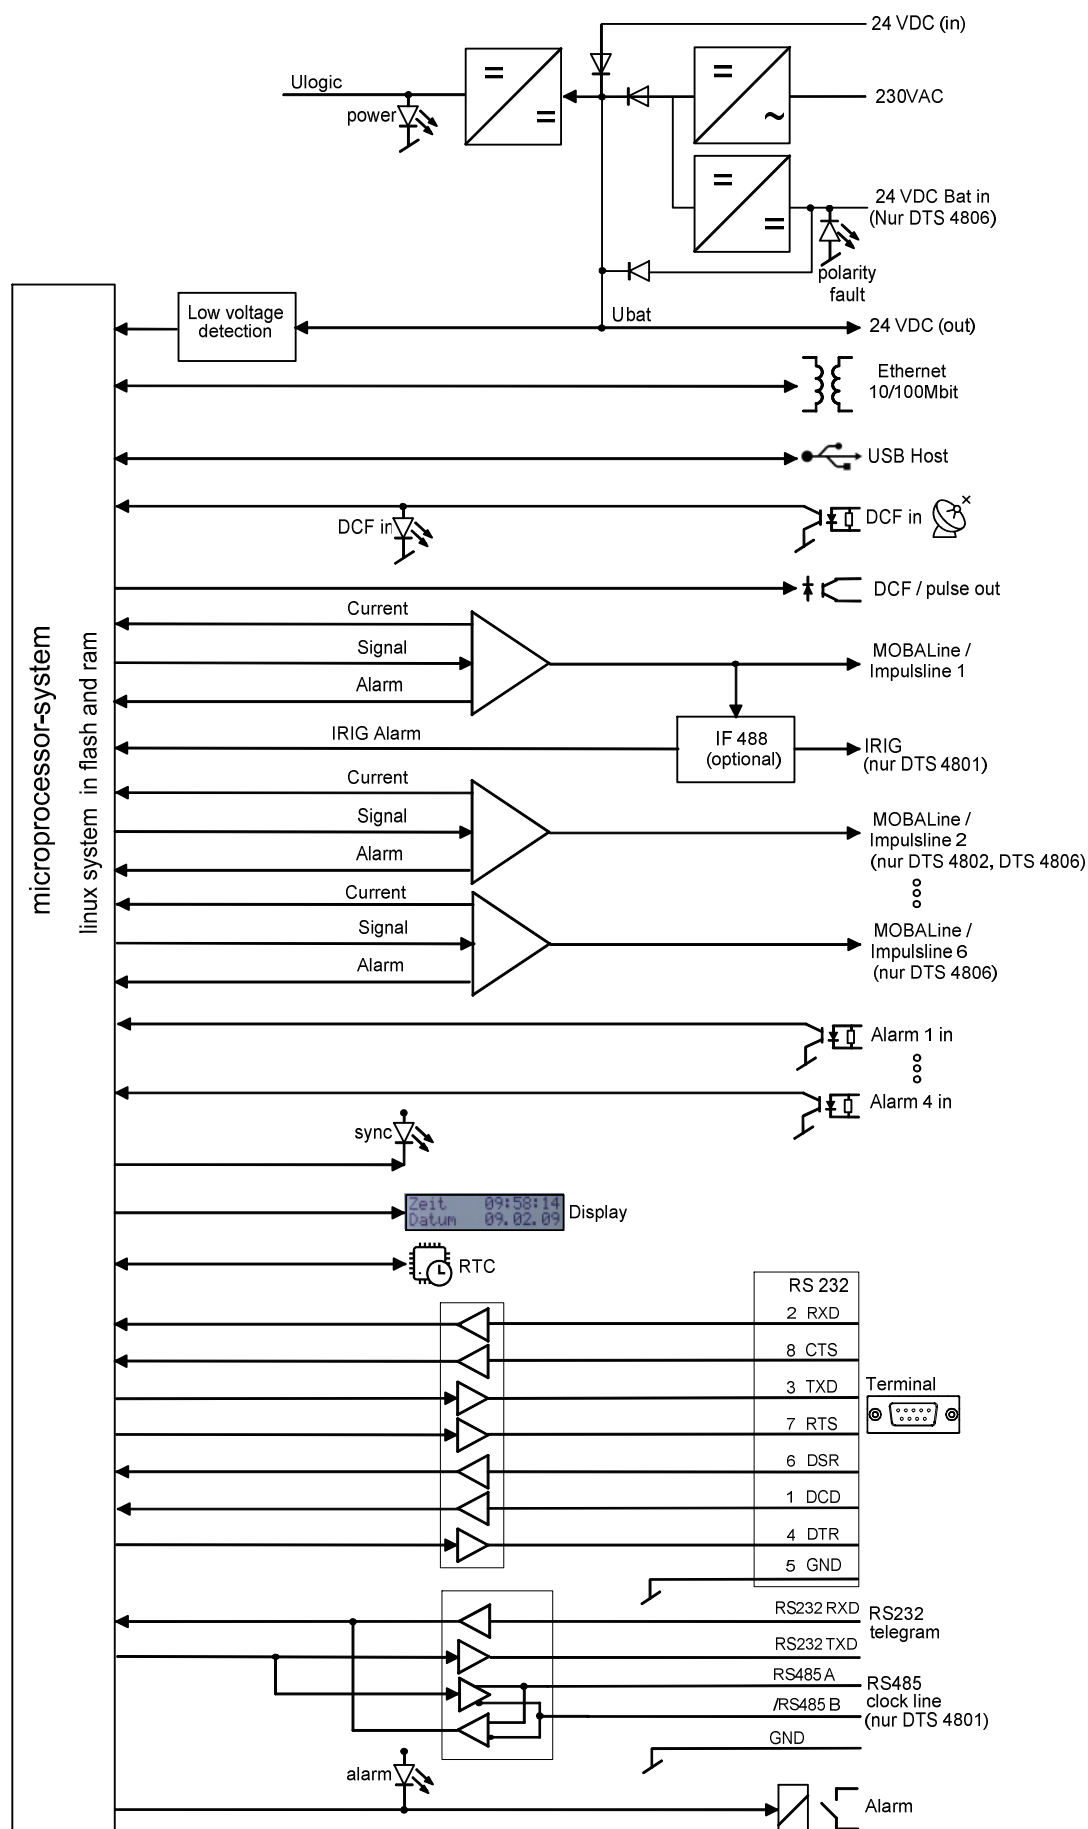 24 VDC (in)
Ulogic
power
=
=
=
~
230VAC
=
=
24 VDC Bat in
(Nur DTS 4806)
polarity
fault
Low voltage
detection
Ubat
24 VDC (out)
Ethernet
10/100Mbit
USB Host
DCF in
DCF in
DCF / pulse out
microprocessor-system
linux system in flash and ram
Current
Signal
Alarm
MOBALine /
Impulsline 1
IRIG Alarm
IF 488
(optional)
IRIG
(nur DTS 4801)
Current
Signal
Alarm
MOBALine /
Impulsline 2
(nur DTS 4802, DTS 4806)
Current
Signal
Alarm
MOBALine /
Impulsline 6
(nur DTS 4806)
Alarm 1 in
Alarm 4 in
sync
Zeit 09:58:14
Datum 09.02.09
Display
RTC
RS 232
2 RXD
8 CTS
3 TXD
7 RTS
6 DSR
1 DCD
4 DTR
5 GND
Terminal
RS232 RXD
RS232 TXD
RS232
telegram
RS485 A
/RS485 B
GND
RS485
clock line
(nur DTS 4801)
alarm
Alarm